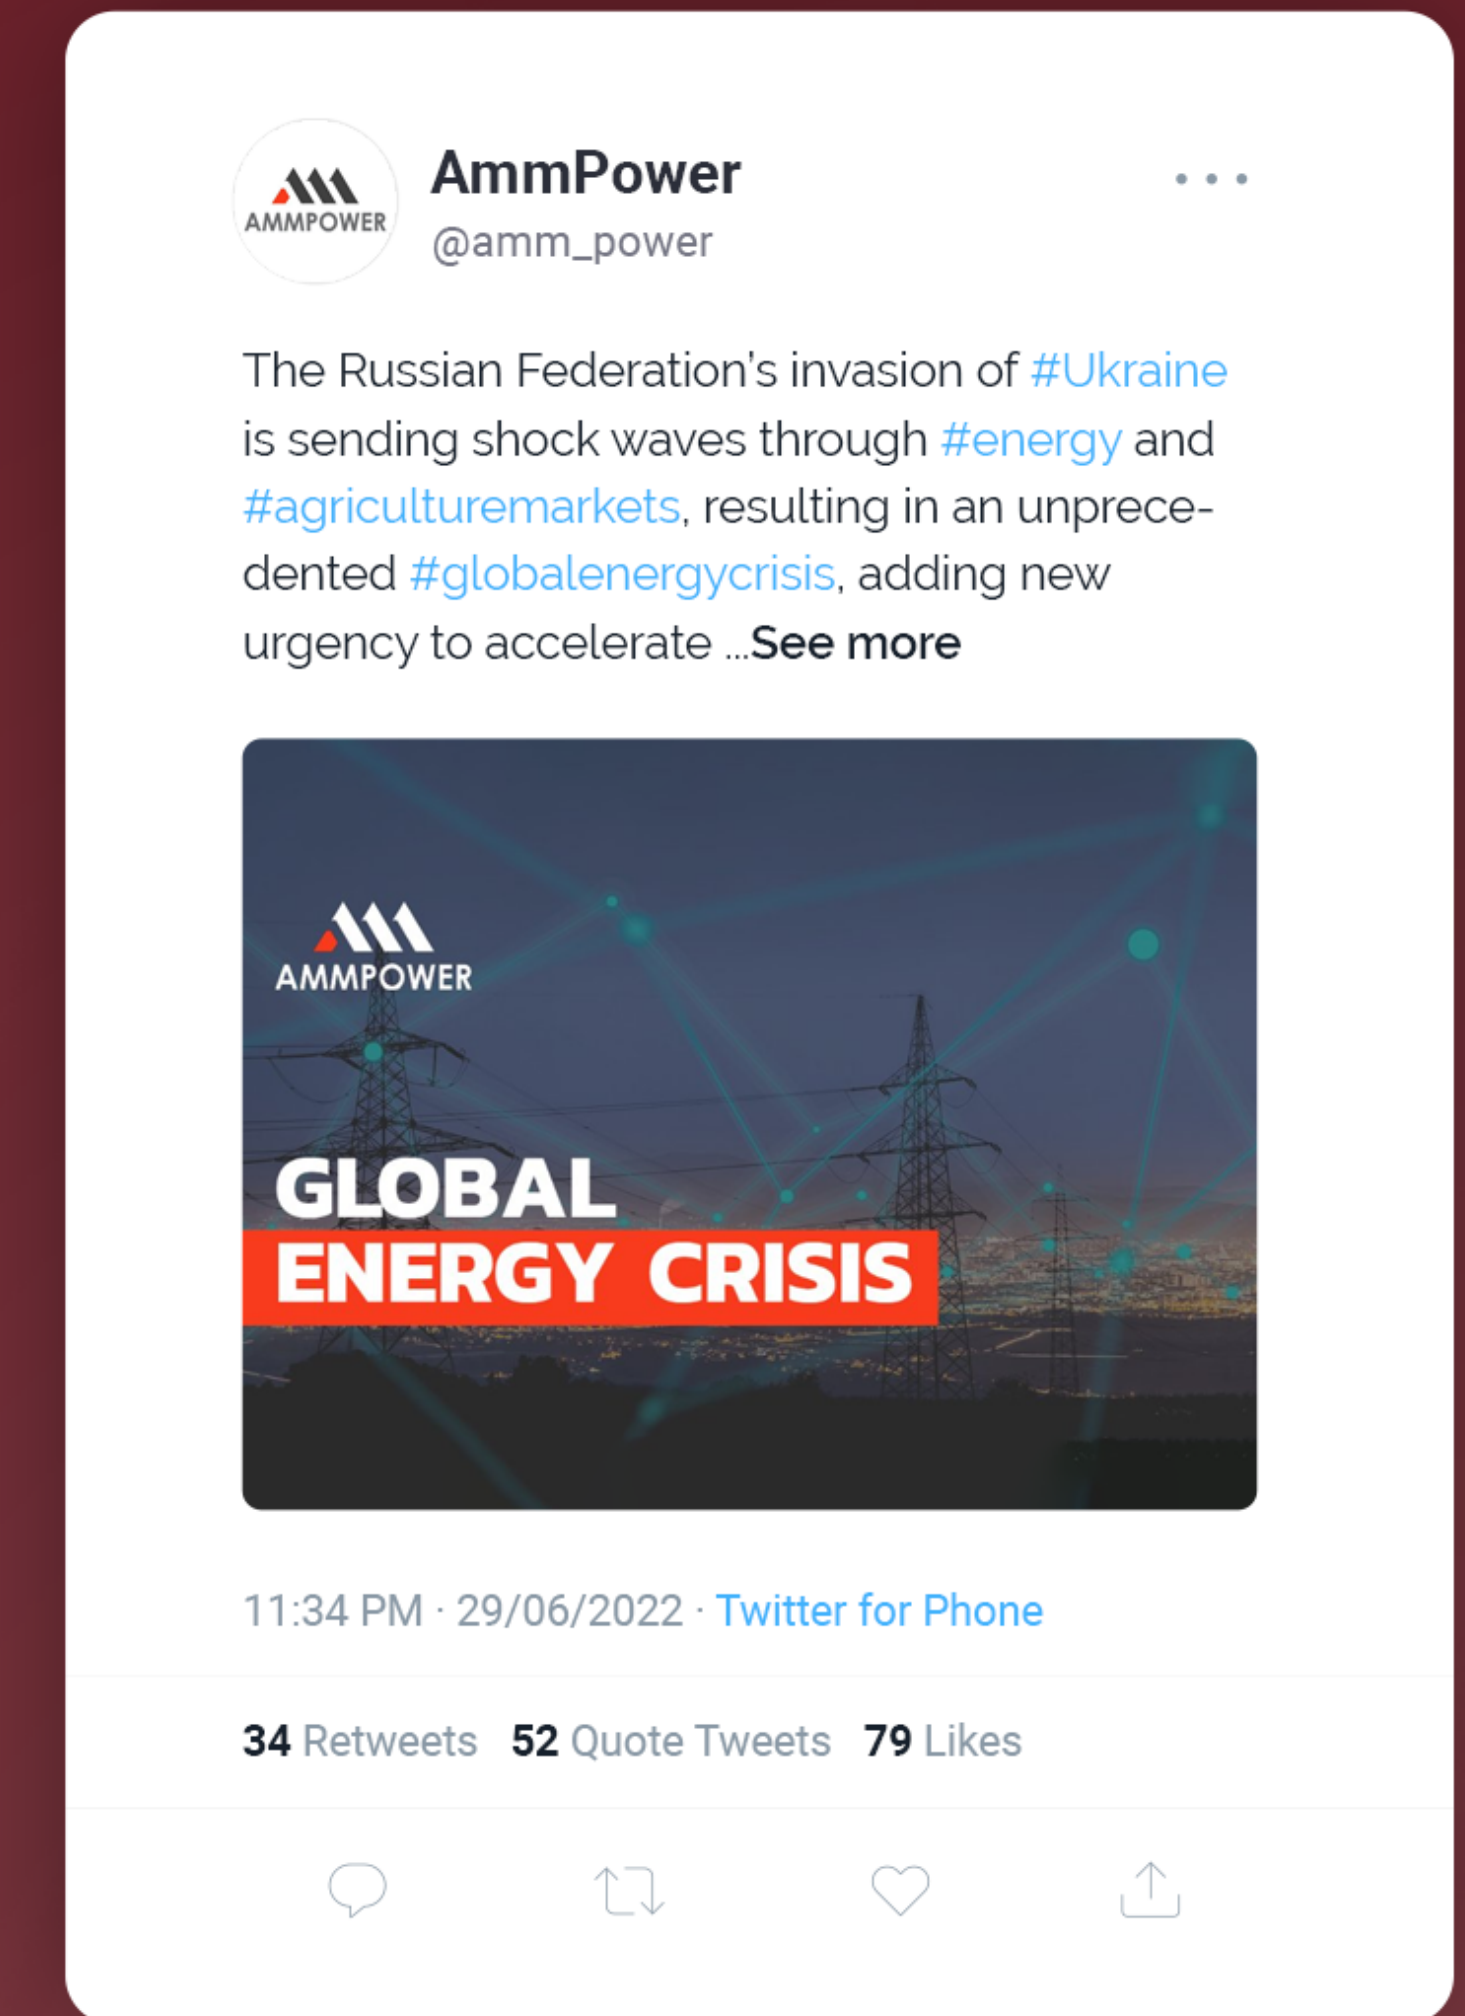 AMMPOWER
AmmPower
@amm_power
The Russian Federation's invasion of #Ukraine
is sending shock waves through #energy and
#agriculturemarkets, resulting in an unprece-
dented #globalenergycrisis, adding new
urgency to accelerate ...See more
AMMPOWER
GLOBAL
ENERGY CRISIS
11:34 PM · 29/06/2022 · Twitter for Phone
34 Retweets 52 Quote Tweets 79 Likes